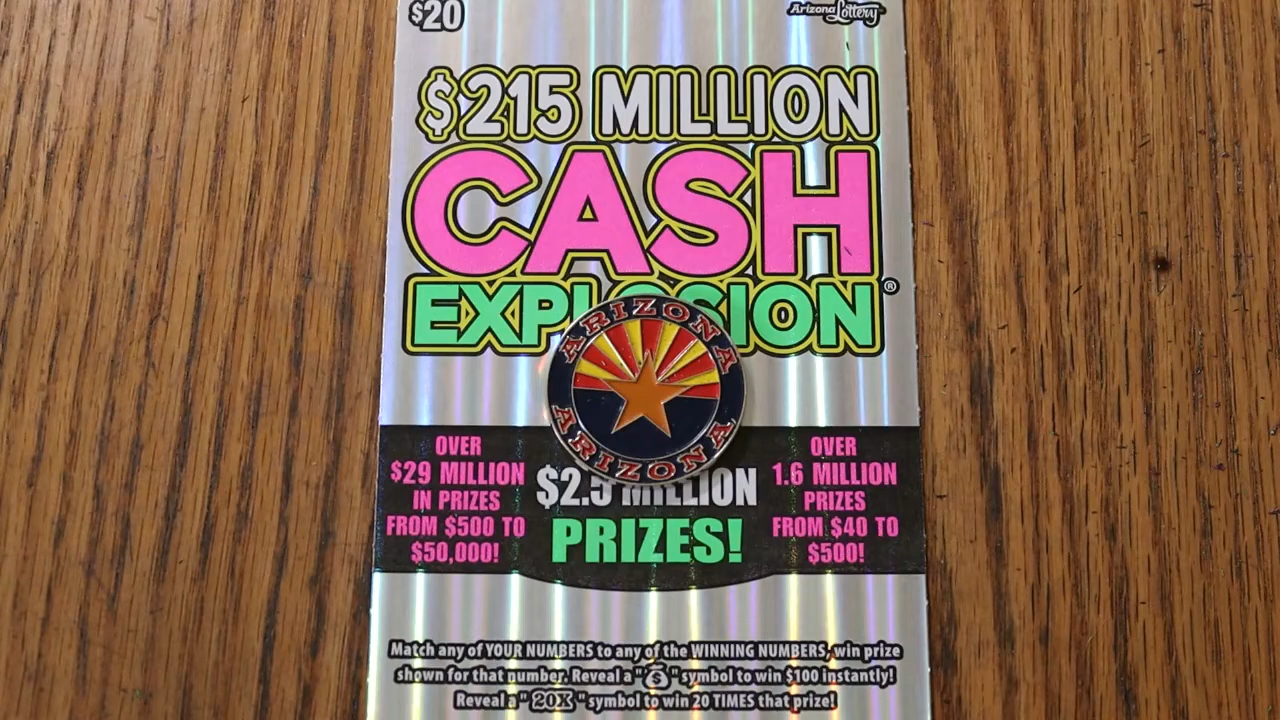 $20
Arizona Lottery
$215 MILLION
CASH
EXPLOSION®
ARIZONA
ARIZONA
OVER
$29 MILLION
IN PRIZES
FROM $500 TO
$50,000!
$2.5 MILLION
PRIZES!
OVER
1.6 MILLION
PRIZES
FROM $40 TO
$500!
Match any of YOUR NUMBERS to any of the WINNING NUMBERS, win prize
shown for that number. Reveal a "$" symbol to win $100 instantly!
Reveal a "20X" symbol to win 20 TIMES that prize!